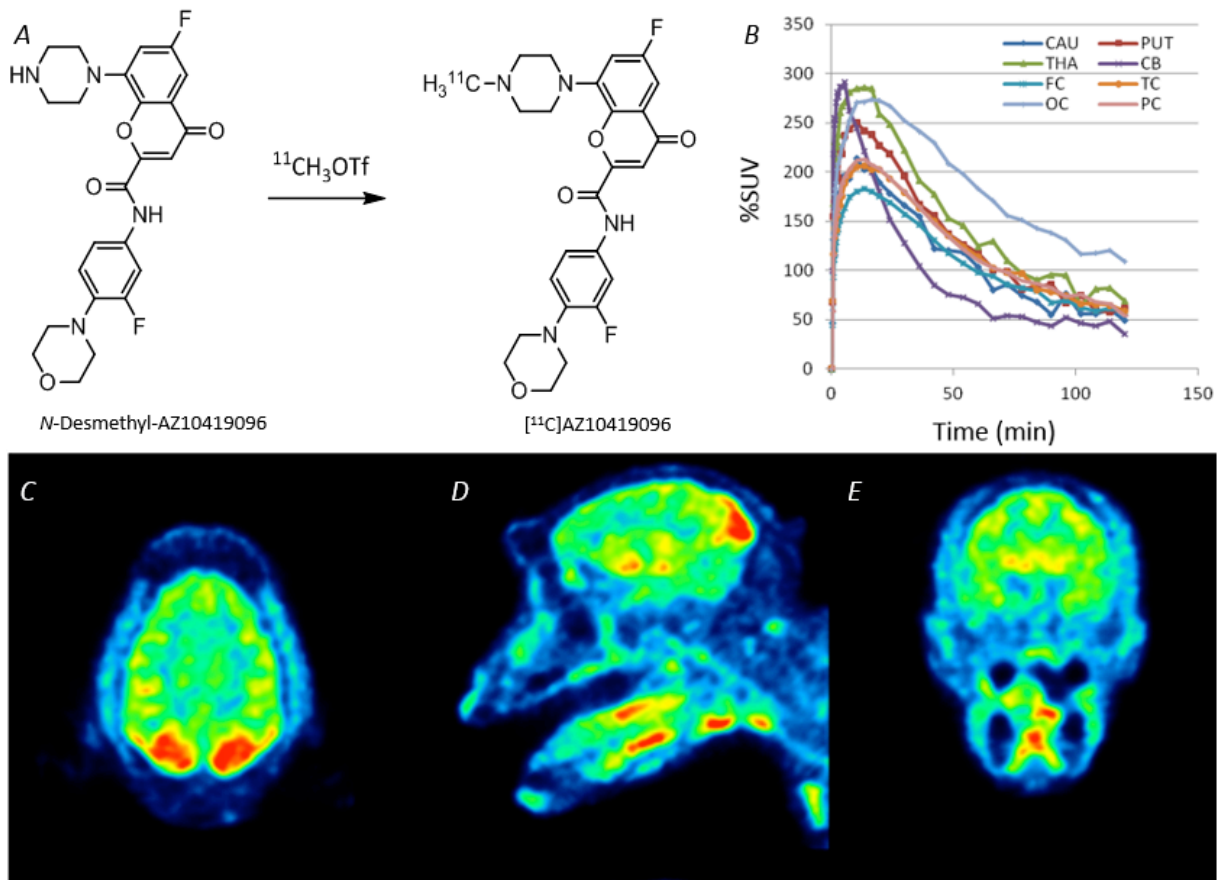 A
F
HN
N
O
O
O
NH
N
F
O
N-Desmethyl-AZ10419096
¹¹CH₃OTf
F
H₃¹¹C
N
N
O
O
O
NH
N
F
O
[¹¹C]AZ10419096
B
350
300
250
200
150
100
50
0
%SUV
CAU PUT
THA CB
FC TC
OC PC
0 50 100 150
Time (min)
C D E